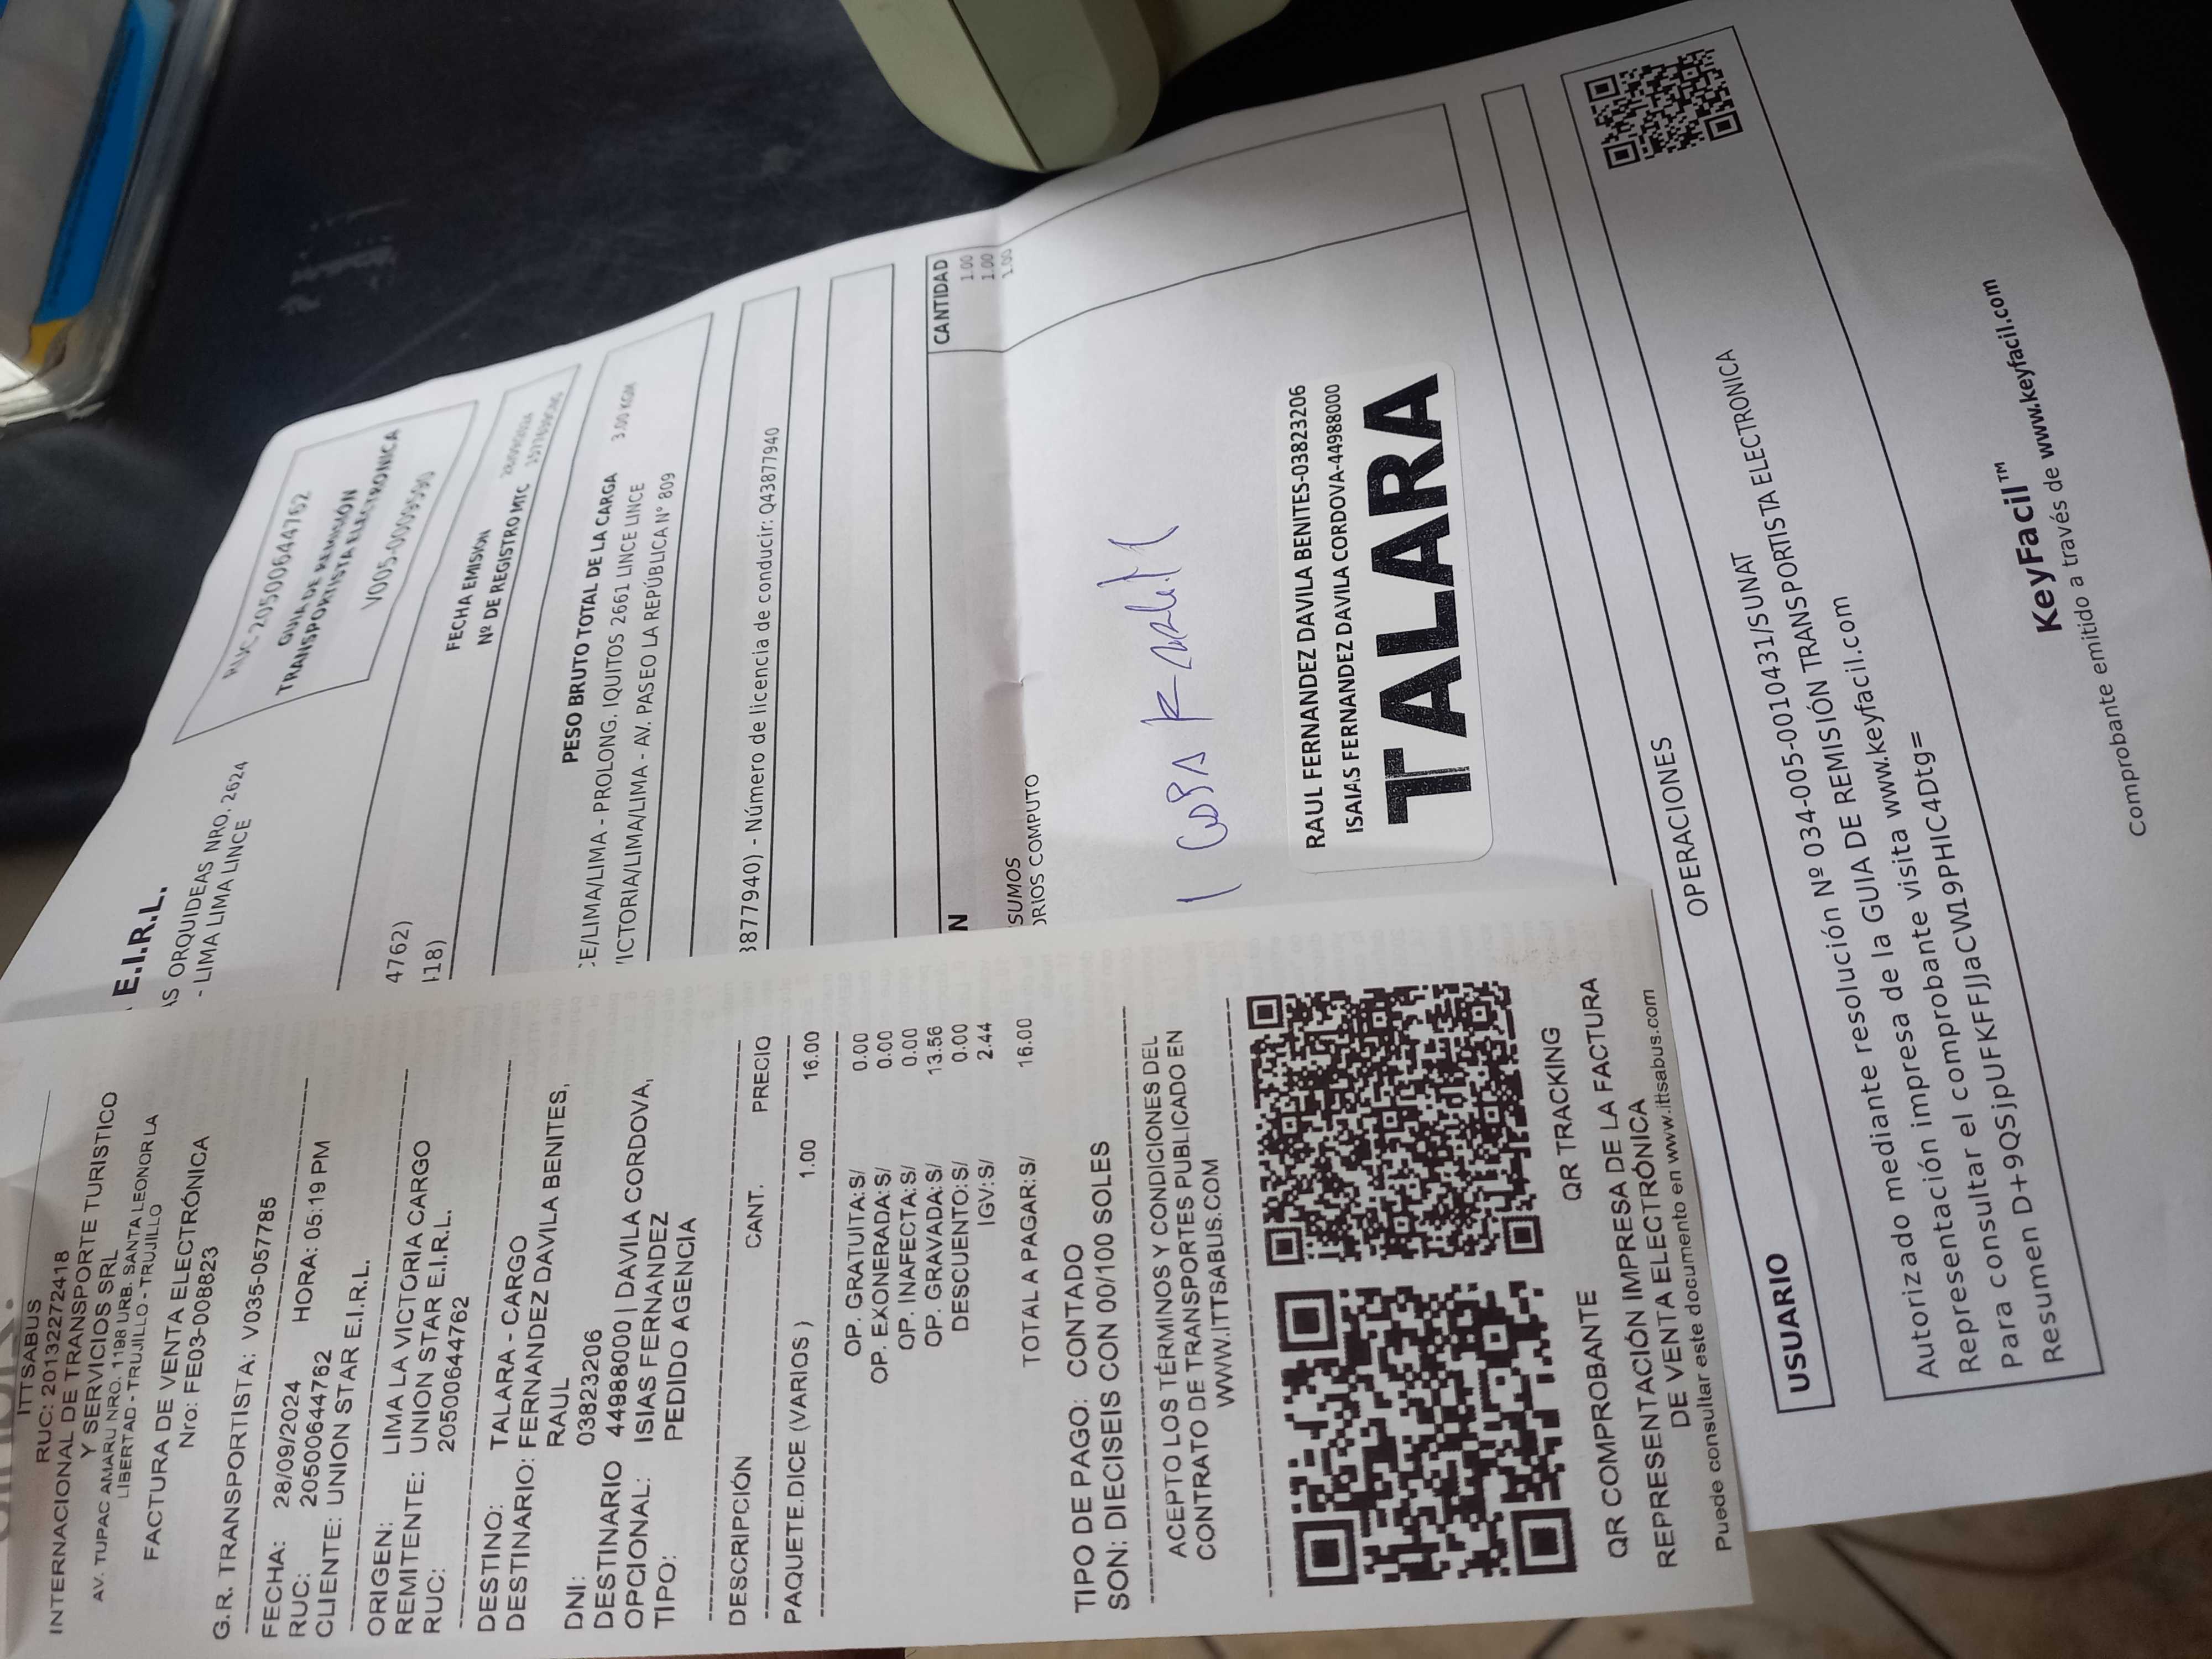 ITTSABUS
RUC: 20132272418
INTERNACIONAL DE TRANSPORTE TURISTICO
Y SERVICIOS SRL
AV. TUPAC AMARU NRO. 1198 URB. SANTA LEONOR LA
LIBERTAD - TRUJILLO - TRUJILLO
FACTURA DE VENTA ELECTRÓNICA
Nro: FE03-008823
G.R. TRANSPORTISTA: V035-057785
FECHA: 28/09/2024 HORA: 05:19 PM
RUC: 20500644762
CLIENTE: UNION STAR E.I.R.L.
ORIGEN: LIMA LA VICTORIA CARGO
REMITENTE: UNION STAR E.I.R.L.
RUC: 20500644762
DESTINO: TALARA - CARGO
DESTINATARIO: FERNANDEZ DAVILA BENITES,
RAUL
DNI: 03823206
DESTINARIO 44988000 | DAVILA CORDOVA,
OPCIONAL: ISIAS FERNANDEZ
TIPO: PEDIDO AGENCIA
DESCRIPCIÓN CANT. PRECIO
PAQUETE.DICE (VARIOS ) 1.00 16.00
OP. GRATUITA:S/ 0.00
OP. EXONERADA:S/ 0.00
OP. INAFECTA:S/ 0.00
OP. GRAVADA:S/ 13.56
DESCUENTO:S/ 0.00
IGV:S/ 2.44
TOTAL A PAGAR:S/ 16.00
TIPO DE PAGO: CONTADO
SON: DIECISEIS CON 00/100 SOLES
ACEPTO LOS TÉRMINOS Y CONDICIONES DEL
CONTRATO DE TRANSPORTES PUBLICADO EN
WWW.ITTSABUS.COM
QR COMPROBANTE QR TRACKING
REPRESENTACIÓN IMPRESA DE LA FACTURA
DE VENTA ELECTRÓNICA
Puede consultar este documento en www.ittsabus.com
E.I.R.L.
ORQUIDEAS NRO. 2624
- LIMA LIMA LINCE
RUC 20500644762
GUIA DE REMISIÓN
TRANSPORTISTA ELECTRONICA
V005-0009590
4762)
418)
FECHA EMISION
Nº DE REGISTRO MTC
PESO BRUTO TOTAL DE LA CARGA 3.00 KGM
CE/LIMA/LIMA - PROLONG. IQUITOS 2661 LINCE LINCE
VICTORIA/LIMA/LIMA - AV. PASEO LA REPÚBLICA Nº 809
3877940) - Número de licencia de conducir: Q43877940
N CANTIDAD
1.00
SUMOS 1.00
ORIOS COMPUTO 1.00
RAUL FERNANDEZ DAVILA BENITES-03823206
ISAIAS FERNANDEZ DAVILA CORDOVA-44988000
TALARA
OPERACIONES
USUARIO
Autorizado mediante resolución Nº 034-005-0010431/SUNAT
Representación impresa de la GUIA DE REMISIÓN TRANSPORTISTA ELECTRONICA
Para consultar el comprobante visita www.keyfacil.com
Resumen D+9QSjpUFKFFJJaCW19PHIC4Dtg=
KeyFacil™
Comprobante emitido a través de www.keyfacil.com